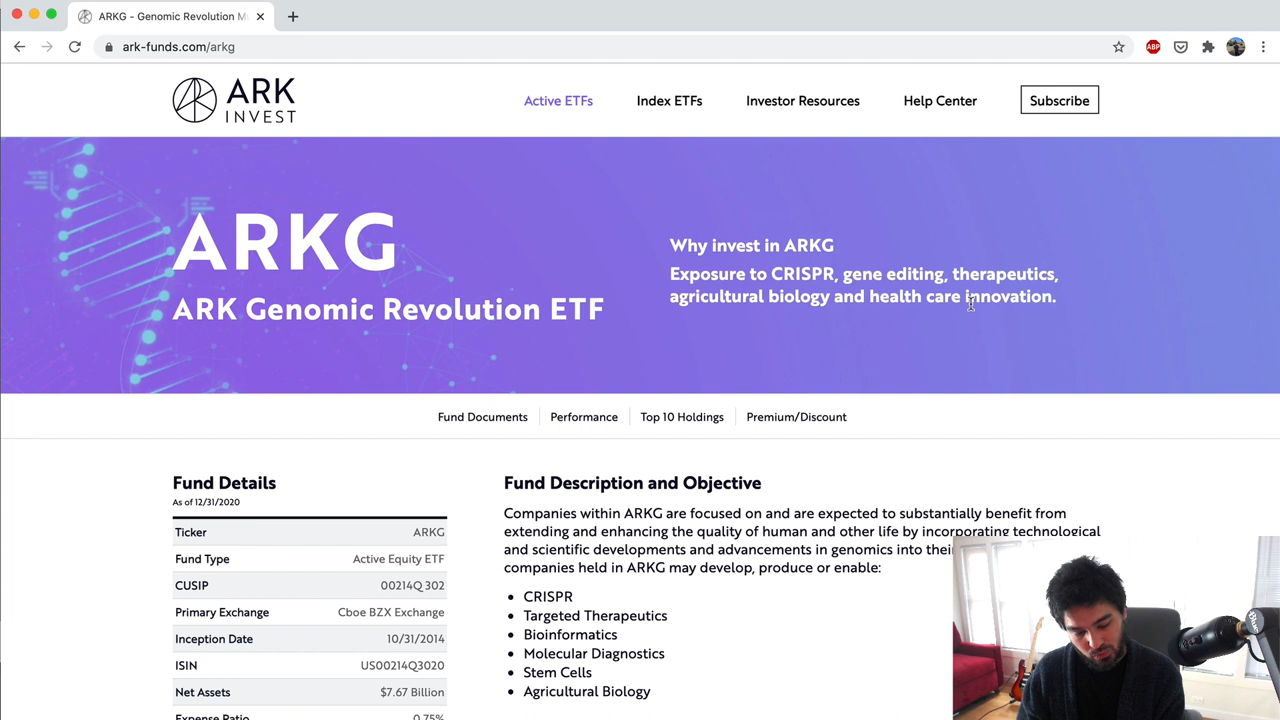 ARKG - Genomic Revolution M
ark-funds.com/arkg
ABP
ARK
INVEST
Active ETFs
Index ETFs
Investor Resources
Help Center
Subscribe
ARKG
ARK Genomic Revolution ETF
Why invest in ARKG
Exposure to CRISPR, gene editing, therapeutics,
agricultural biology and health care innovation.
Fund Documents
Performance
Top 10 Holdings
Premium/Discount
Fund Details
As of 12/31/2020
Ticker ARKG
Fund Type Active Equity ETF
CUSIP 00214Q 302
Primary Exchange Cboe BZX Exchange
Inception Date 10/31/2014
ISIN US00214Q3020
Net Assets $7.67 Billion
Expense Ratio 0.75%
Fund Description and Objective
Companies within ARKG are focused on and are expected to substantially benefit from
extending and enhancing the quality of human and other life by incorporating technological
and scientific developments and advancements in genomics into their
companies held in ARKG may develop, produce or enable:
• CRISPR
• Targeted Therapeutics
• Bioinformatics
• Molecular Diagnostics
• Stem Cells
• Agricultural Biology
Blue